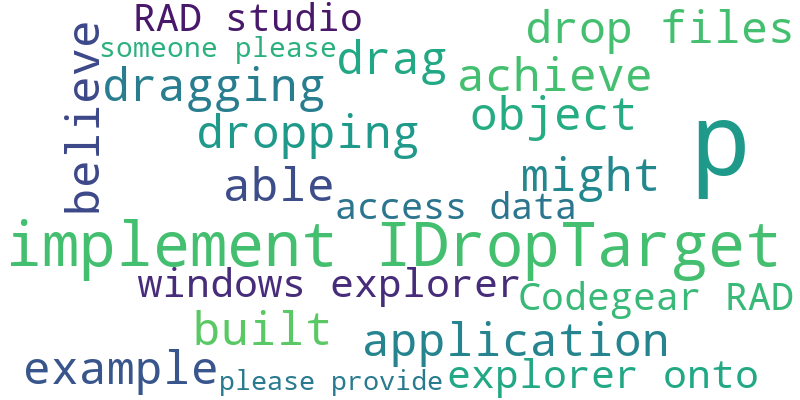 RAD studio
drop files
someone please
drag
believe
dragging
achieve
object
dropping
p
able
might
access data
implement IDropTarget
windows explorer
Codegear RAD
built
application
example
please provide
explorer onto